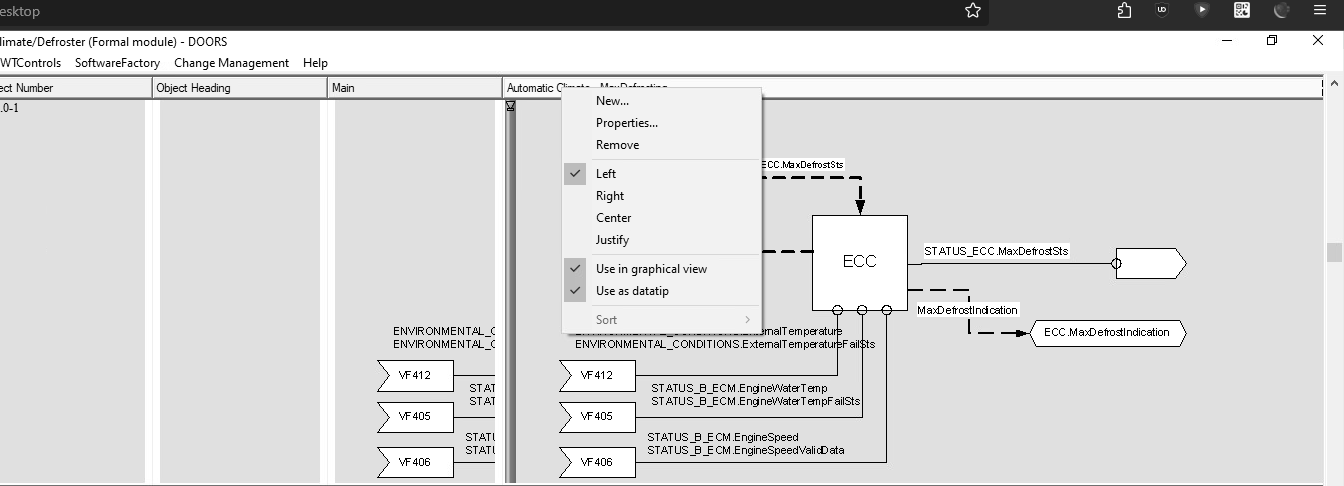 esktop
limate/Defroster (Formal module) - DOORS
WTControls SoftwareFactory Change Management Help
ect Number Object Heading Main Automatic Climate - MaxDefrosting
.0-1
New...
Properties...
Remove
Left
Right
Center
Justify
Use in graphical view
Use as datatip
Sort
ECC.MaxDefrostSts
ECC
STATUS_ECC.MaxDefrostSts
MaxDefrostIndication
ECC.MaxDefrostIndication
ENVIRONMENTAL_C
ENVIRONMENTAL_CONDITIONS.ExternalTemperature
ENVIRONMENTAL_C
ENVIRONMENTAL_CONDITIONS.ExternalTemperatureFailSts
VF412
STAT
STAT
VF412
STATUS_B_ECM.EngineWaterTemp
STATUS_B_ECM.EngineWaterTempFailSts
VF405
VF405
STATU
STATU
STATUS_B_ECM.EngineSpeed
STATUS_B_ECM.EngineSpeedValidData
VF406
VF406